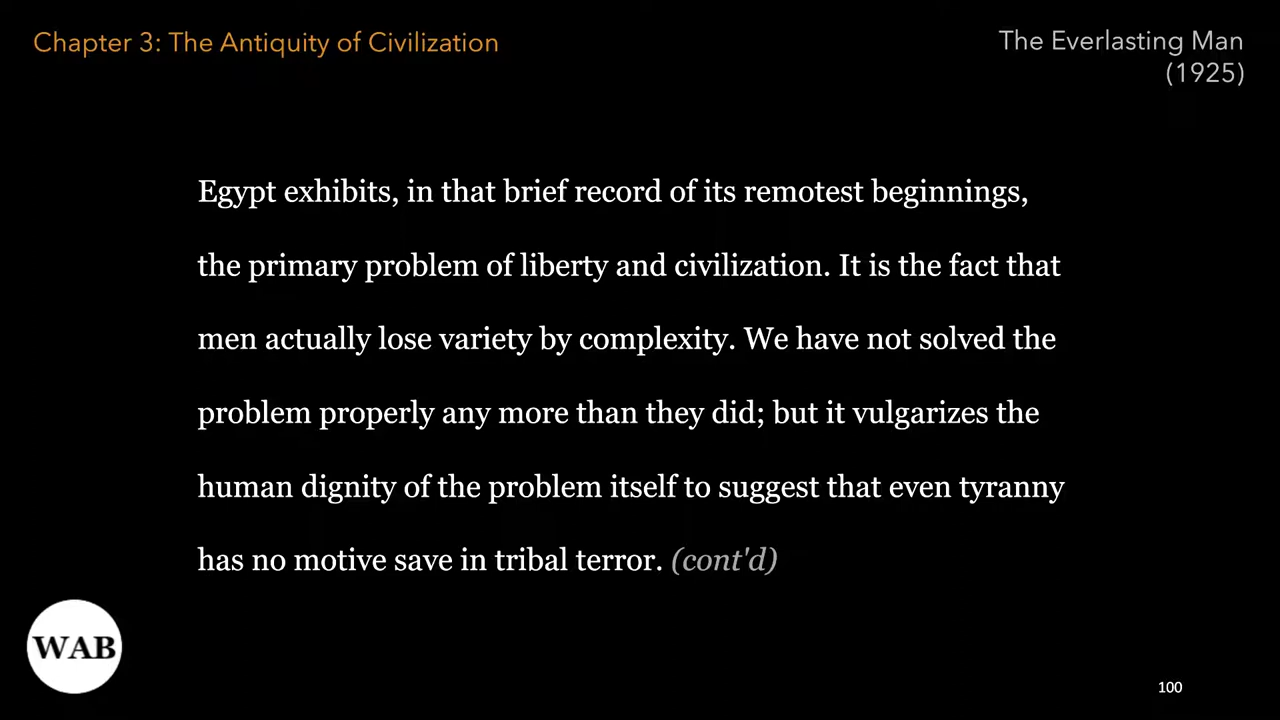 Chapter 3: The Antiquity of Civilization
The Everlasting Man
(1925)
Egypt exhibits, in that brief record of its remotest beginnings,
the primary problem of liberty and civilization. It is the fact that
men actually lose variety by complexity. We have not solved the
problem properly any more than they did; but it vulgarizes the
human dignity of the problem itself to suggest that even tyranny
has no motive save in tribal terror. (cont'd)
WAB
100